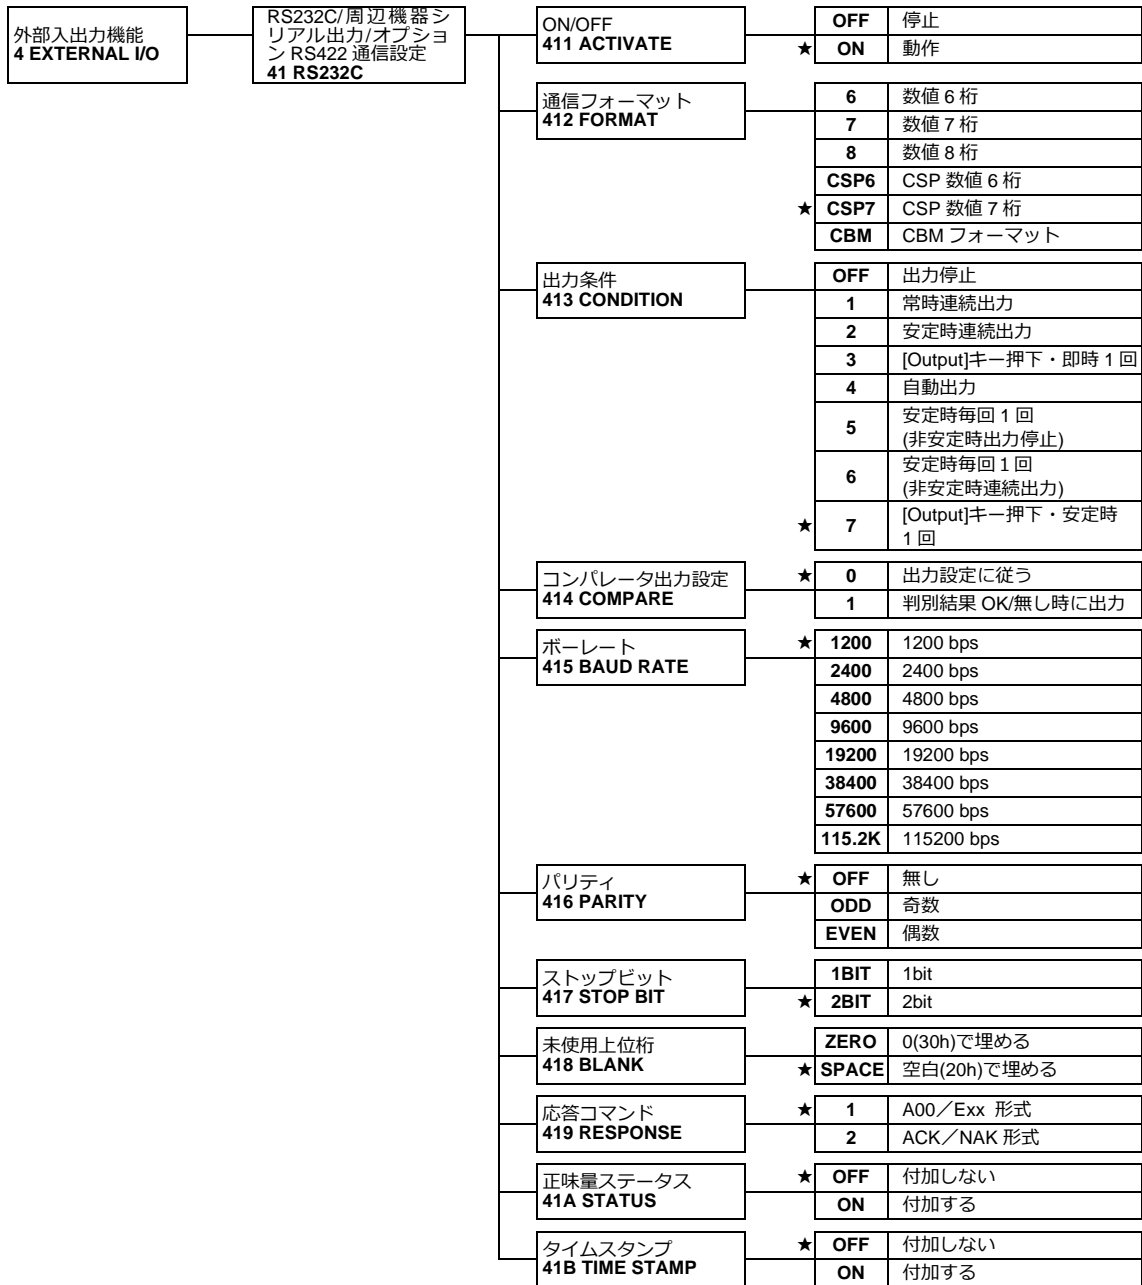 外部入出力機能
4 EXTERNAL I/O
RS232C/周辺機器シ
リアル出力/オプショ
ン RS422 通信設定
41 RS232C
ON/OFF
411 ACTIVATE
OFF 停止
★ ON 動作
通信フォーマット
412 FORMAT
6 数値 6 桁
7 数値 7 桁
8 数値 8 桁
CSP6 CSP 数値 6 桁
★ CSP7 CSP 数値 7 桁
CBM CBM フォーマット
出力条件
413 CONDITION
OFF 出力停止
1 常時連続出力
2 安定時連続出力
3 [Output]キー押下・即時 1 回
4 自動出力
5 安定時毎回 1 回
(非安定時出力停止)
6 安定時毎回 1 回
(非安定時連続出力)
★ 7 [Output]キー押下・安定時
1 回
コンパレータ出力設定
414 COMPARE
★ 0 出力設定に従う
1 判別結果 OK/無し時に出力
ボーレート
415 BAUD RATE
★ 1200 1200 bps
2400 2400 bps
4800 4800 bps
9600 9600 bps
19200 19200 bps
38400 38400 bps
57600 57600 bps
115.2K 115200 bps
パリティ
416 PARITY
★ OFF 無し
ODD 奇数
EVEN 偶数
ストップビット
417 STOP BIT
1BIT 1bit
★ 2BIT 2bit
未使用上位桁
418 BLANK
ZERO 0(30h)で埋める
★ SPACE 空白(20h)で埋める
応答コマンド
419 RESPONSE
★ 1 A00/Exx 形式
2 ACK/NAK 形式
正味量ステータス
41A STATUS
★ OFF 付加しない
ON 付加する
タイムスタンプ
41B TIME STAMP
★ OFF 付加しない
ON 付加する